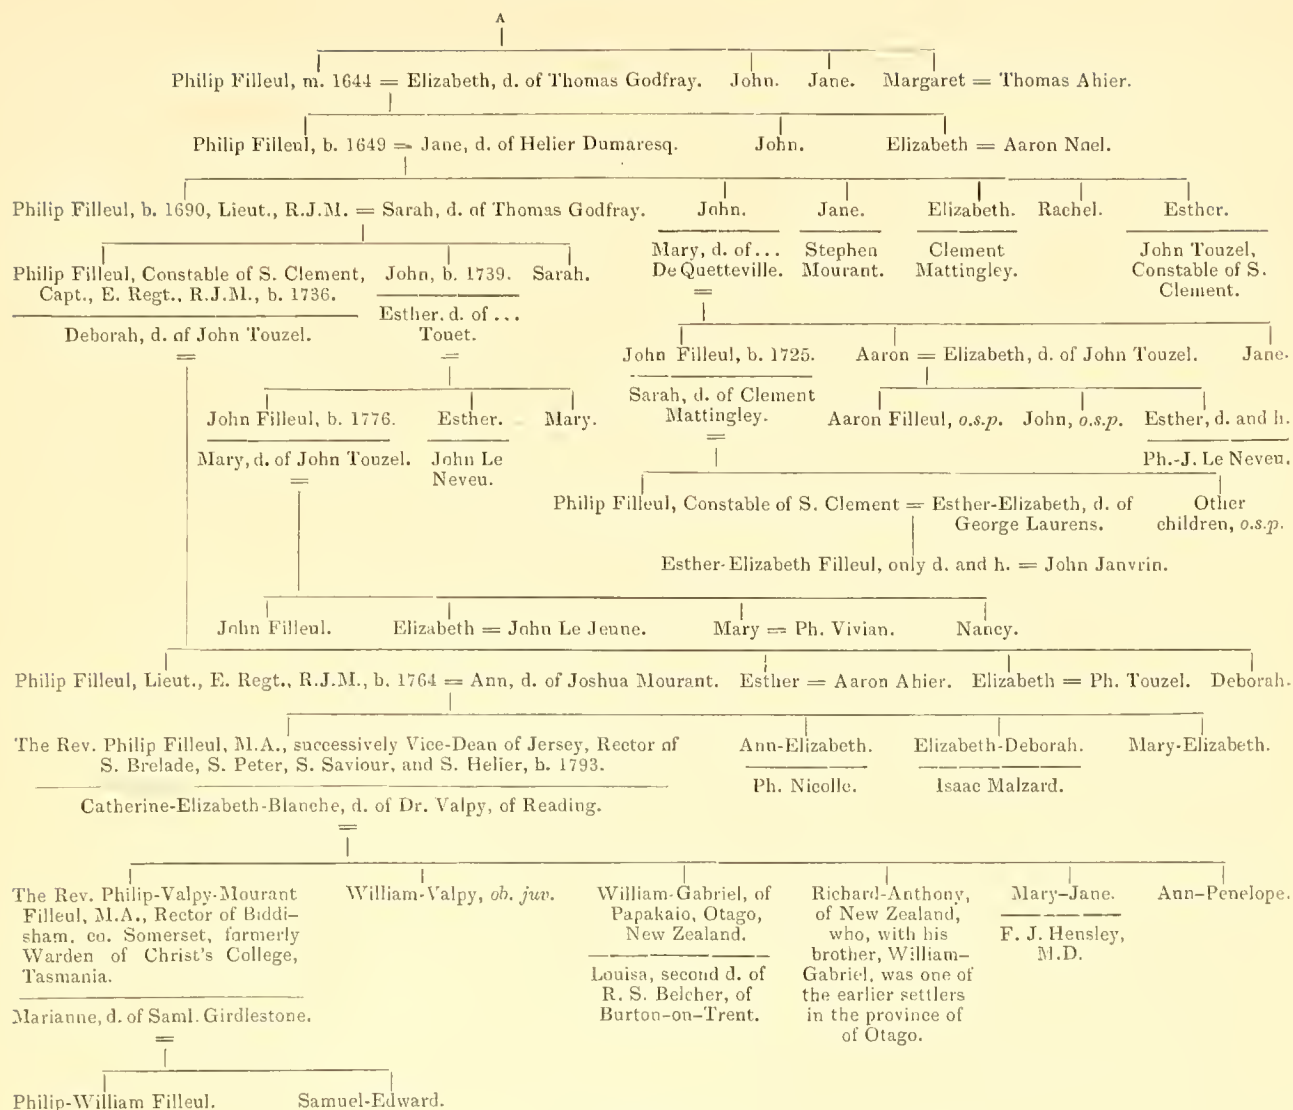 A
Philip Filleul, m. 1644 = Elizabeth, d. of Thomas Godfray. John. Jane. Margaret = Thomas Ahier.
Philip Filleul, b. 1649 = Jane, d. of Helier Dumaresq. John. Elizabeth = Aaron Noel.
Philip Filleul, b. 1690, Lieut., R.J.M. = Sarah, d. of Thomas Godfray. John. Jane. Elizabeth. Rachel. Esther.
Mary, d. of... Stephen Clement John Touzel,
De Quetteville. Mourant. Mattingley. Constable of S.
= Clement.
Philip Filleul, Constable of S. Clement, John, b. 1739. Sarah.
Capt., E. Regt., R.J.M., b. 1736.
Esther, d. of ...
Deborah, d. of John Touzel. Touet.
= =
John Filleul, b. 1725. Aaron = Elizabeth, d. of John Touzel. Jane.
Sarah, d. of Clement
Mattingley.
=
John Filleul, b. 1776. Esther. Mary. Aaron Filleul, o.s.p. John, o.s.p. Esther, d. and h.
Mary, d. of John Touzel. John Le Ph.-J. Le Neveu.
= Neveu.
Philip Filleul, Constable of S. Clement = Esther-Elizabeth, d. of Other
George Laurens. children, o.s.p.
Esther-Elizabeth Filleul, only d. and h. = John Janvrin.
John Filleul. Elizabeth = John Le Jeune. Mary = Ph. Vivian. Nancy.
Philip Filleul, Lieut., E. Regt., R.J.M., b. 1764 = Ann, d. of Joshua Mourant. Esther = Aaron Ahier. Elizabeth = Ph. Touzel. Deborah.
The Rev. Philip Filleul, M.A., successively Vice-Dean of Jersey, Rector of Ann-Elizabeth. Elizabeth-Deborah. Mary-Elizabeth.
S. Brelade, S. Peter, S. Saviour, and S. Helier, b. 1793.
Ph. Nicolle. Isaac Malzard.
Catherine-Elizabeth-Blanche, d. of Dr. Valpy, of Reading.
=
The Rev. Philip-Valpy-Mourant William-Valpy, ob. juv. William-Gabriel, of Richard-Anthony, Mary-Jane. Ann-Penelope.
Filleul, M.A., Rector of Biddi- Papakaio, Otago, of New Zealand,
sham, co. Somerset, formerly New Zealand. who, with his F. J. Hensley,
Warden of Christ's College, brother, William- M.D.
Tasmania. Louisa, second d. of Gabriel, was one of
R. S. Belcher, of the earlier settlers
Marianne, d. of Saml. Girdlestone. Burton-on-Trent. in the province of
= of Otago.
Philip-William Filleul. Samuel-Edward.